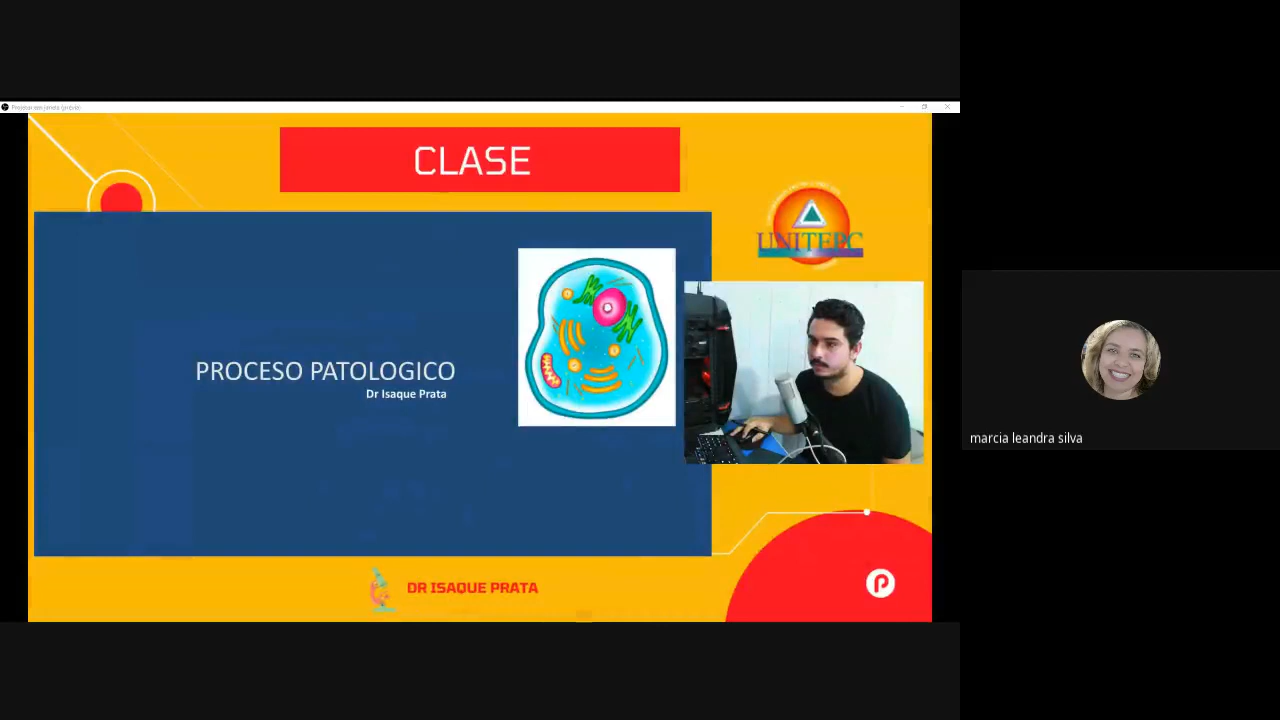 CLASE
UNITEPC
PROCESO PATOLOGICO
Dr Isaque Prata
marcia leandra silva
DR ISAQUE PRATA